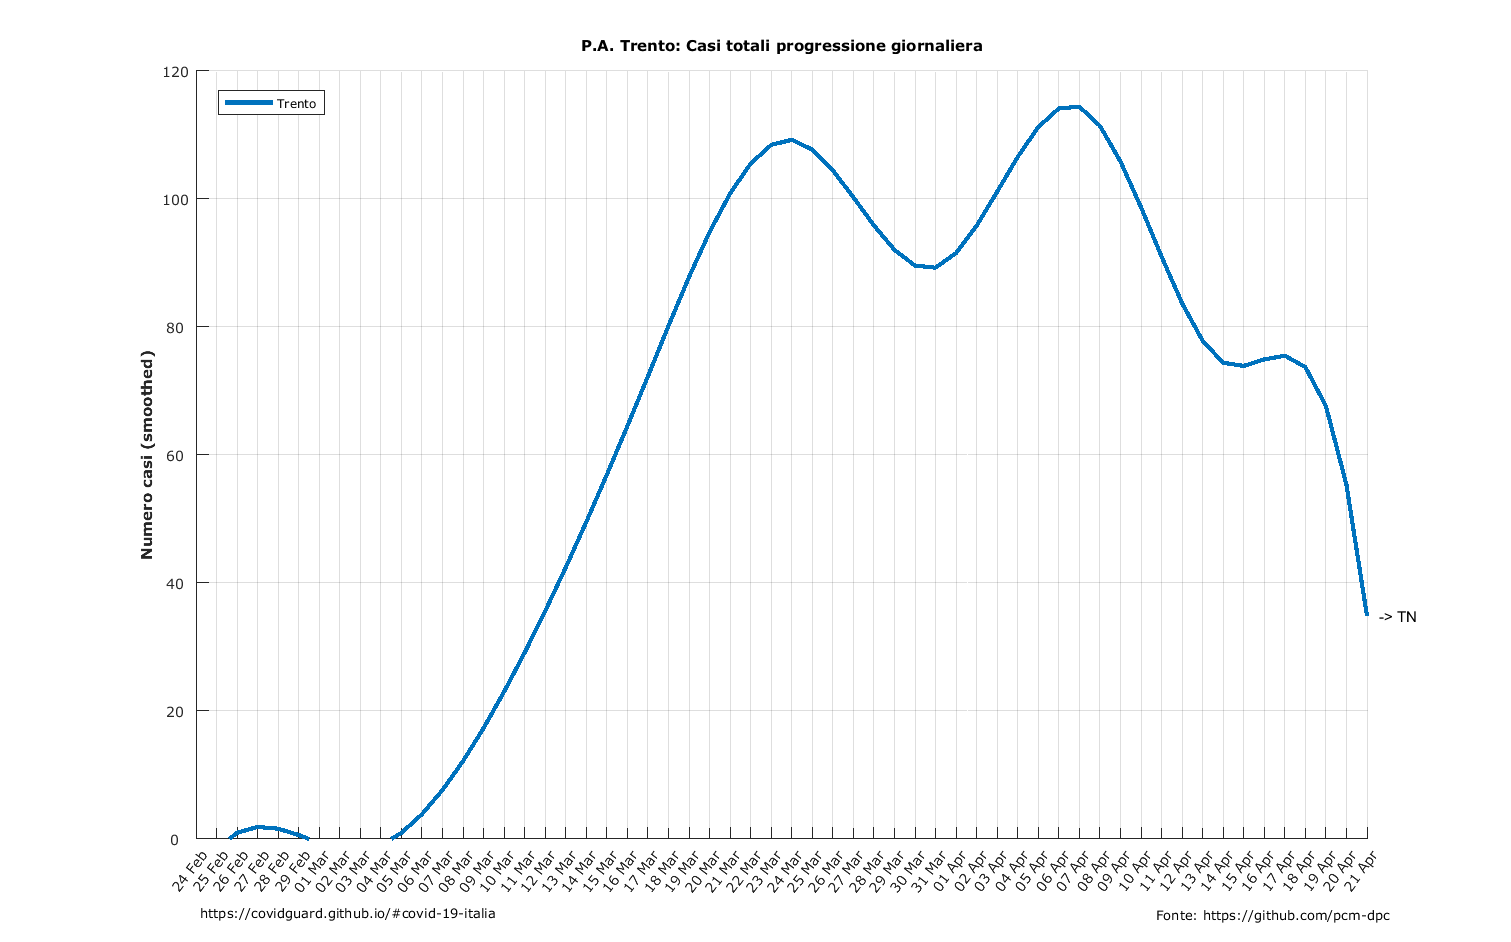 P.A. Trento: Casi totali progressione giornaliera
120
100
80
60
40
20
0
Trento
Numero casi (smoothed)
-> TN
24 Feb
25 Feb
26 Feb
27 Feb
28 Feb
29 Feb
01 Mar
02 Mar
03 Mar
04 Mar
05 Mar
06 Mar
07 Mar
08 Mar
09 Mar
10 Mar
11 Mar
12 Mar
13 Mar
14 Mar
15 Mar
16 Mar
17 Mar
18 Mar
19 Mar
20 Mar
21 Mar
22 Mar
23 Mar
24 Mar
25 Mar
26 Mar
27 Mar
28 Mar
29 Mar
30 Mar
31 Mar
01 Apr
02 Apr
03 Apr
04 Apr
05 Apr
06 Apr
07 Apr
08 Apr
09 Apr
10 Apr
11 Apr
12 Apr
13 Apr
14 Apr
15 Apr
16 Apr
17 Apr
18 Apr
19 Apr
20 Apr
21 Apr
https://covidguard.github.io/#covid-19-italia
Fonte: https://github.com/pcm-dpc